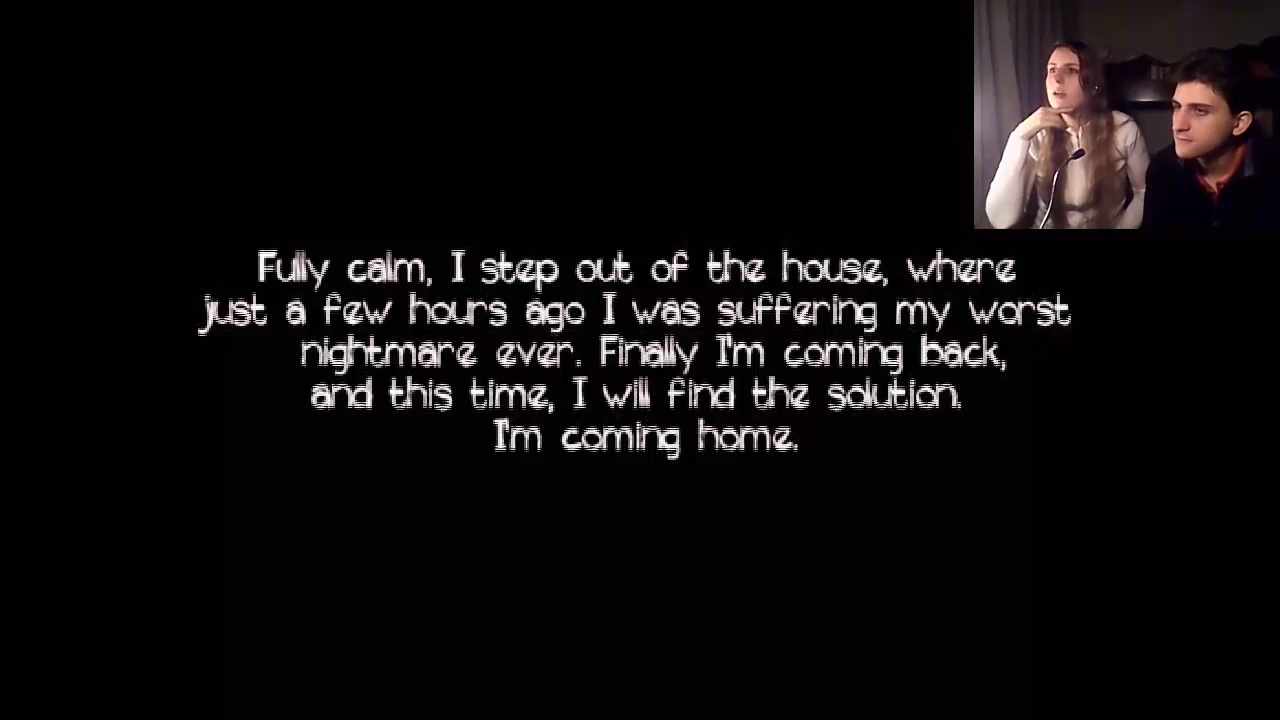 Fully calm, I step out of the house, where
just a few hours ago I was suffering my worst
nightmare ever. Finally I'm coming back,
and this time, I will find the solution.
I'm coming home.